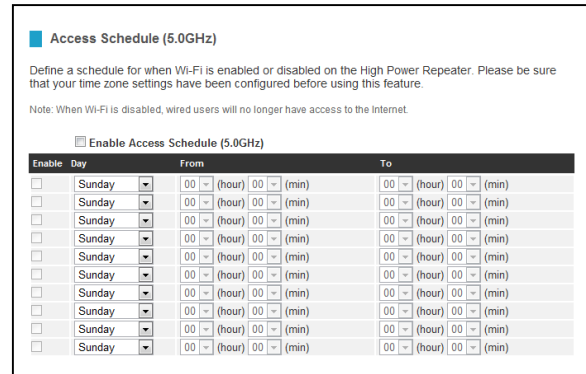 Access Schedule (5.0GHz)
Define a schedule for when Wi-Fi is enabled or disabled on the High Power Repeater. Please be sure
that your time zone settings have been configured before using this feature.
Note: When Wi-Fi is disabled, wired users will no longer have access to the Internet.
Enable Access Schedule (5.0GHz)
Enable Day From To
Sunday 00 (hour) 00 (min) 00 (hour) 00 (min)
Sunday 00 (hour) 00 (min) 00 (hour) 00 (min)
Sunday 00 (hour) 00 (min) 00 (hour) 00 (min)
Sunday 00 (hour) 00 (min) 00 (hour) 00 (min)
Sunday 00 (hour) 00 (min) 00 (hour) 00 (min)
Sunday 00 (hour) 00 (min) 00 (hour) 00 (min)
Sunday 00 (hour) 00 (min) 00 (hour) 00 (min)
Sunday 00 (hour) 00 (min) 00 (hour) 00 (min)
Sunday 00 (hour) 00 (min) 00 (hour) 00 (min)
Sunday 00 (hour) 00 (min) 00 (hour) 00 (min)